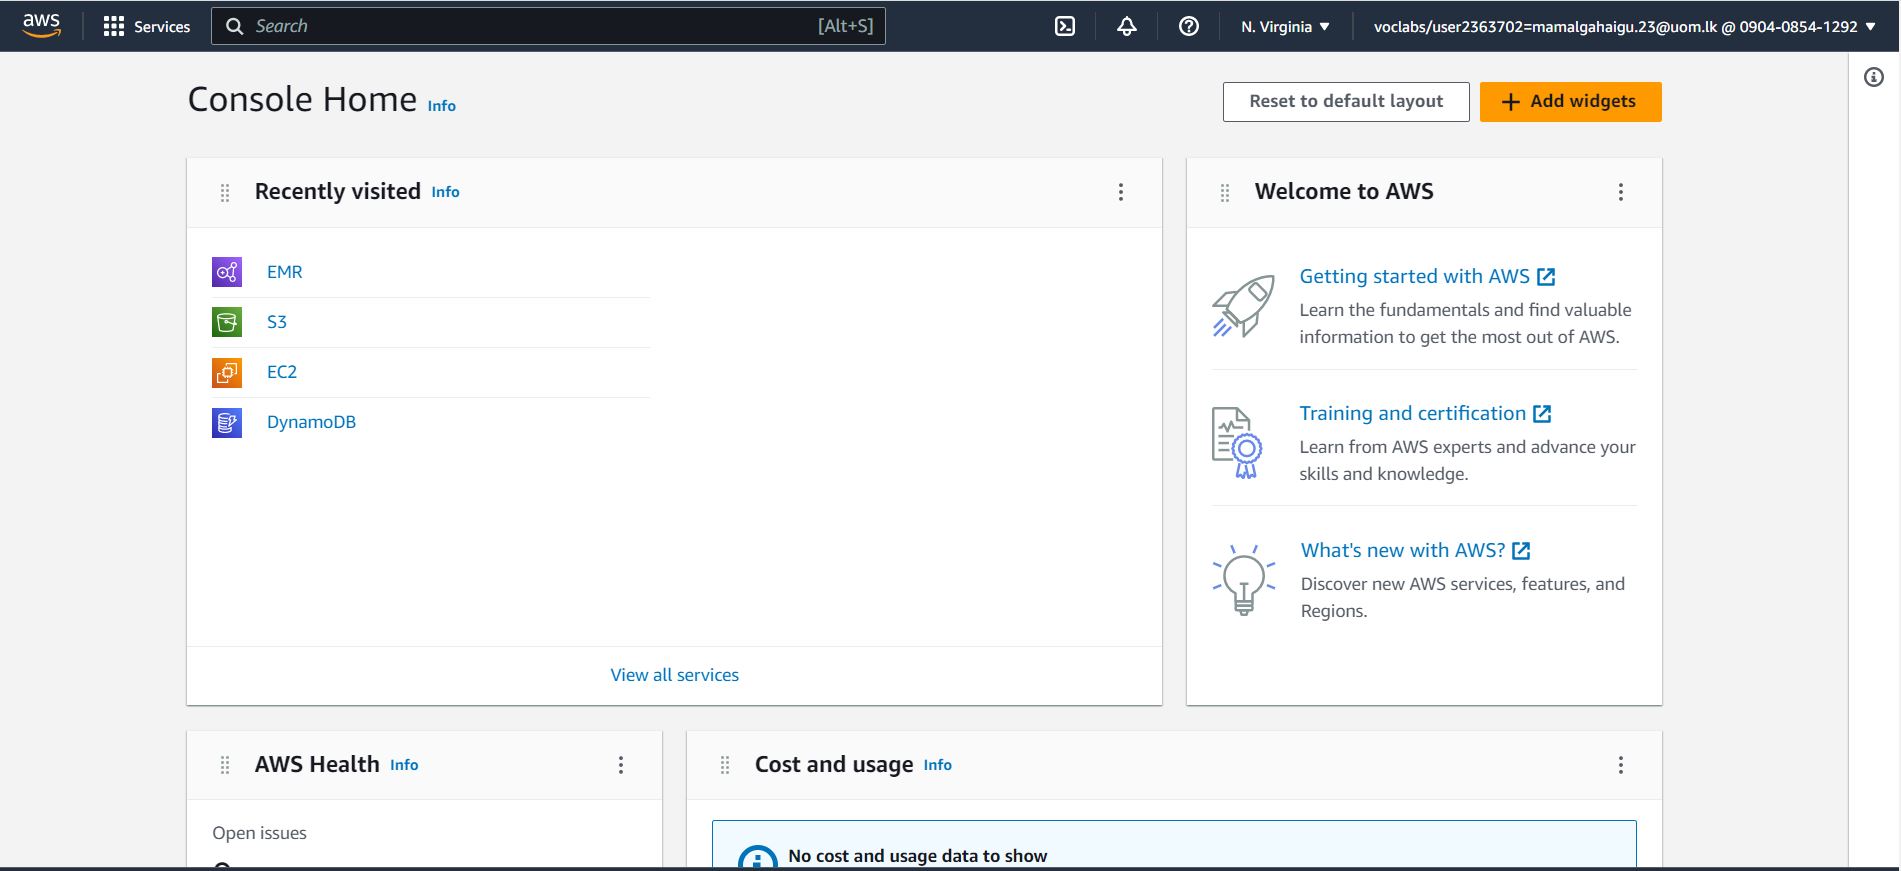 aws
Services
Search [Alt+S]
N. Virginia
voclabs/user2363702=mamalgahaigu.23@uom.lk @ 0904-0854-1292
Console Home Info
Reset to default layout
Add widgets
Recently visited Info
EMR
S3
EC2
DynamoDB
View all services
Welcome to AWS
Getting started with AWS
Learn the fundamentals and find valuable
information to get the most out of AWS.
Training and certification
Learn from AWS experts and advance your
skills and knowledge.
What's new with AWS?
Discover new AWS services, features, and
Regions.
AWS Health Info
Open issues
Cost and usage Info
No cost and usage data to show